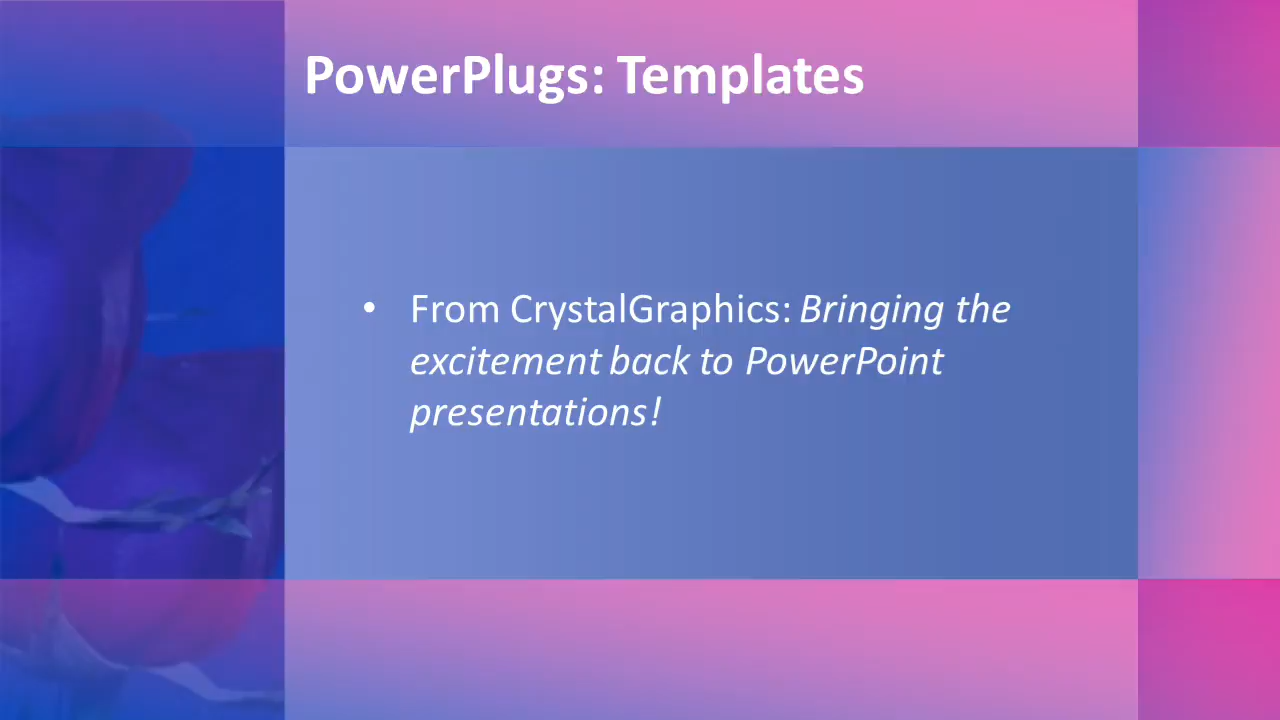 PowerPlugs: Templates
• From CrystalGraphics: Bringing the
excitement back to PowerPoint
presentations!